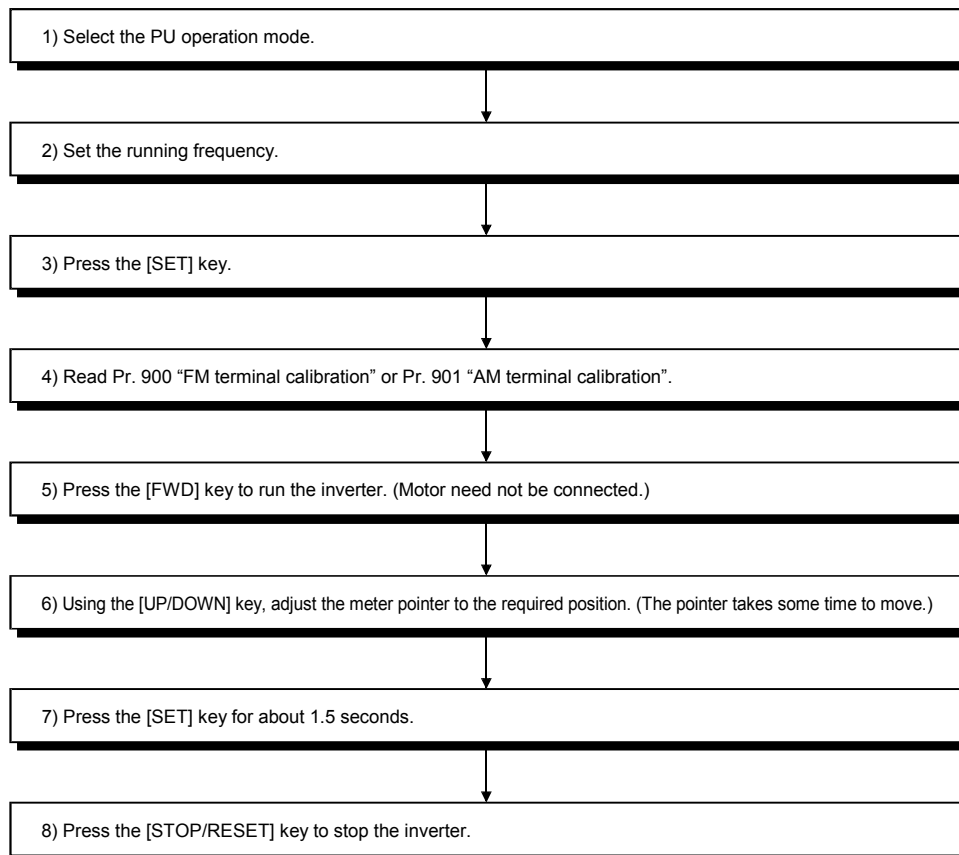 1) Select the PU operation mode.
2) Set the running frequency.
3) Press the [SET] key.
4) Read Pr. 900 “FM terminal calibration” or Pr. 901 “AM terminal calibration”.
5) Press the [FWD] key to run the inverter. (Motor need not be connected.)
6) Using the [UP/DOWN] key, adjust the meter pointer to the required position. (The pointer takes some time to move.)
7) Press the [SET] key for about 1.5 seconds.
8) Press the [STOP/RESET] key to stop the inverter.